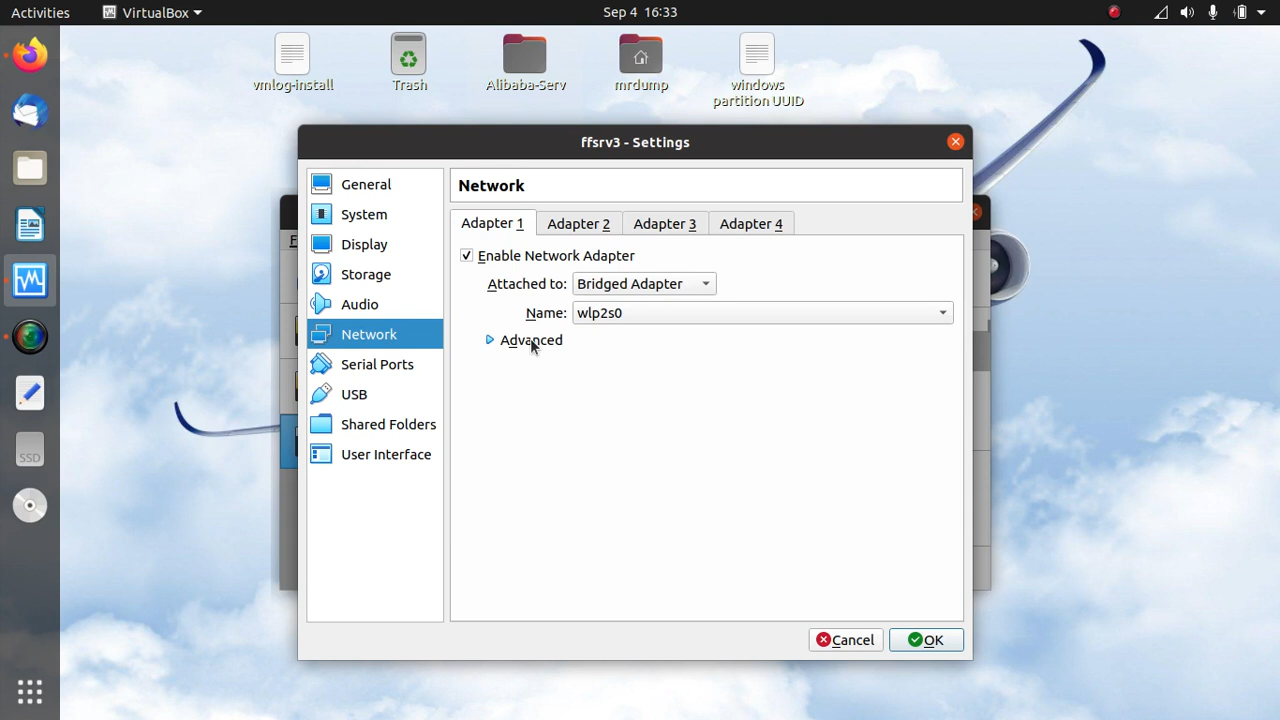 Activities
VirtualBox
Sep 4 16:33
vmlog-install
Trash
Alibaba-Serv
mrdump
windows
partition UUID
ffsrv3 - Settings
General
System
Display
Storage
Audio
Network
Serial Ports
USB
Shared Folders
User Interface
Network
Adapter 1
Adapter 2
Adapter 3
Adapter 4
Enable Network Adapter
Attached to: Bridged Adapter
Name: wlp2s0
Advanced
Cancel
OK
F
SSD